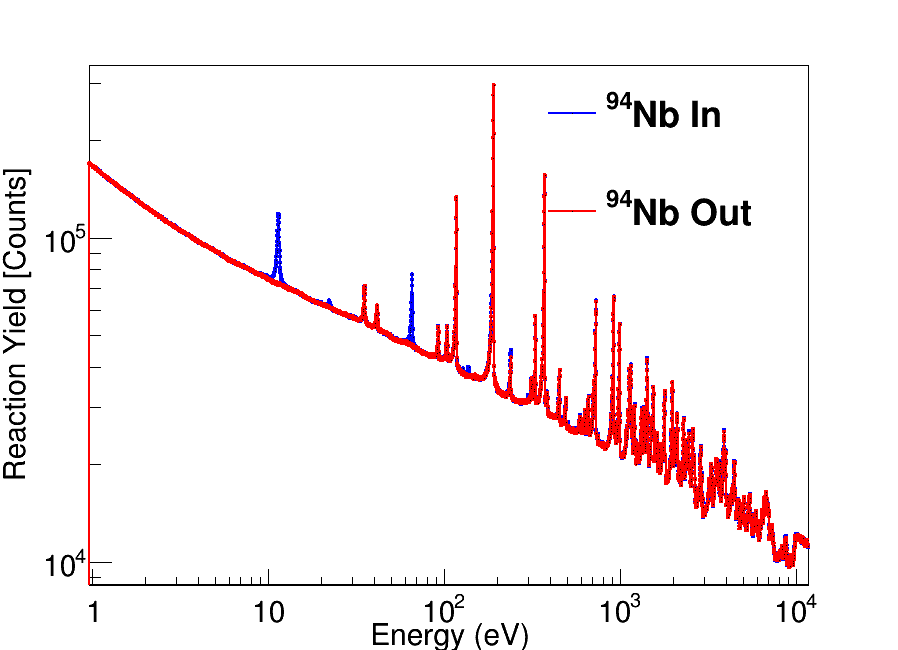 ⁹⁴Nb In
⁹⁴Nb Out
Reaction Yield [Counts]
10⁵
10⁴
1 10 10² 10³ 10⁴
Energy (eV)